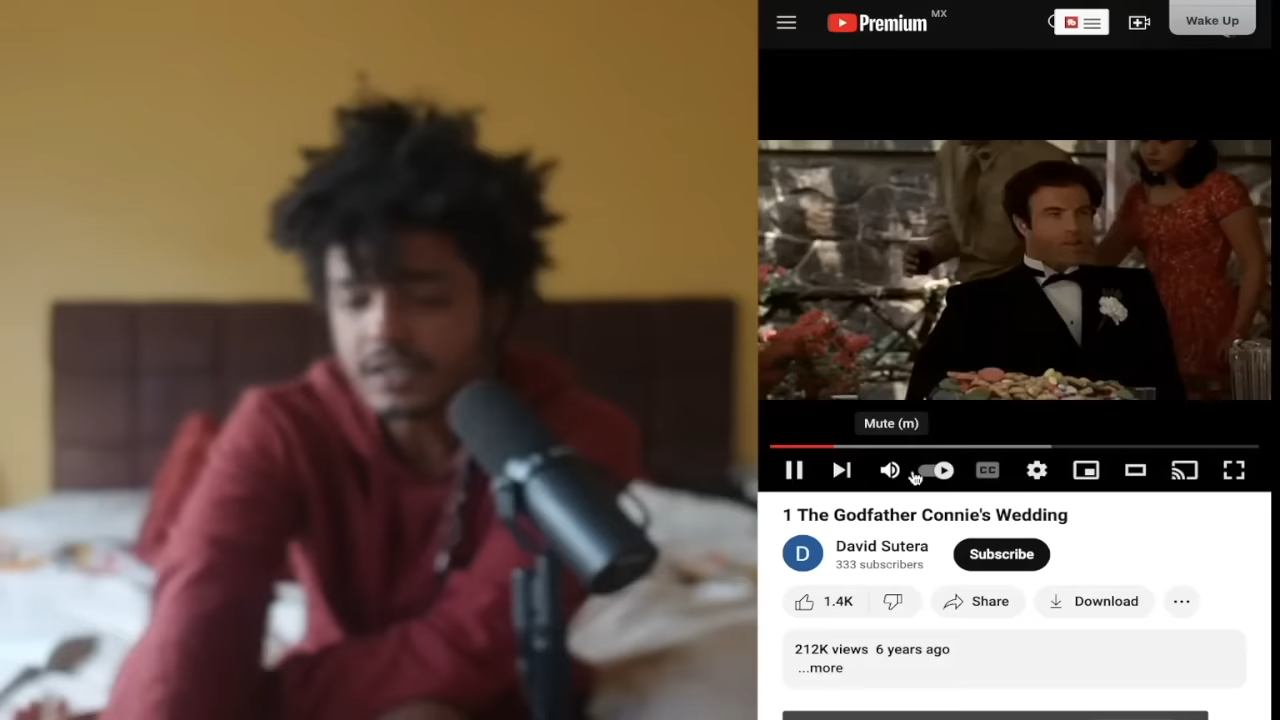 Premium MX
Wake Up
Mute (m)
CC
1 The Godfather Connie's Wedding
D
David Sutera
333 subscribers
Subscribe
1.4K
Share
Download
212K views 6 years ago
...more